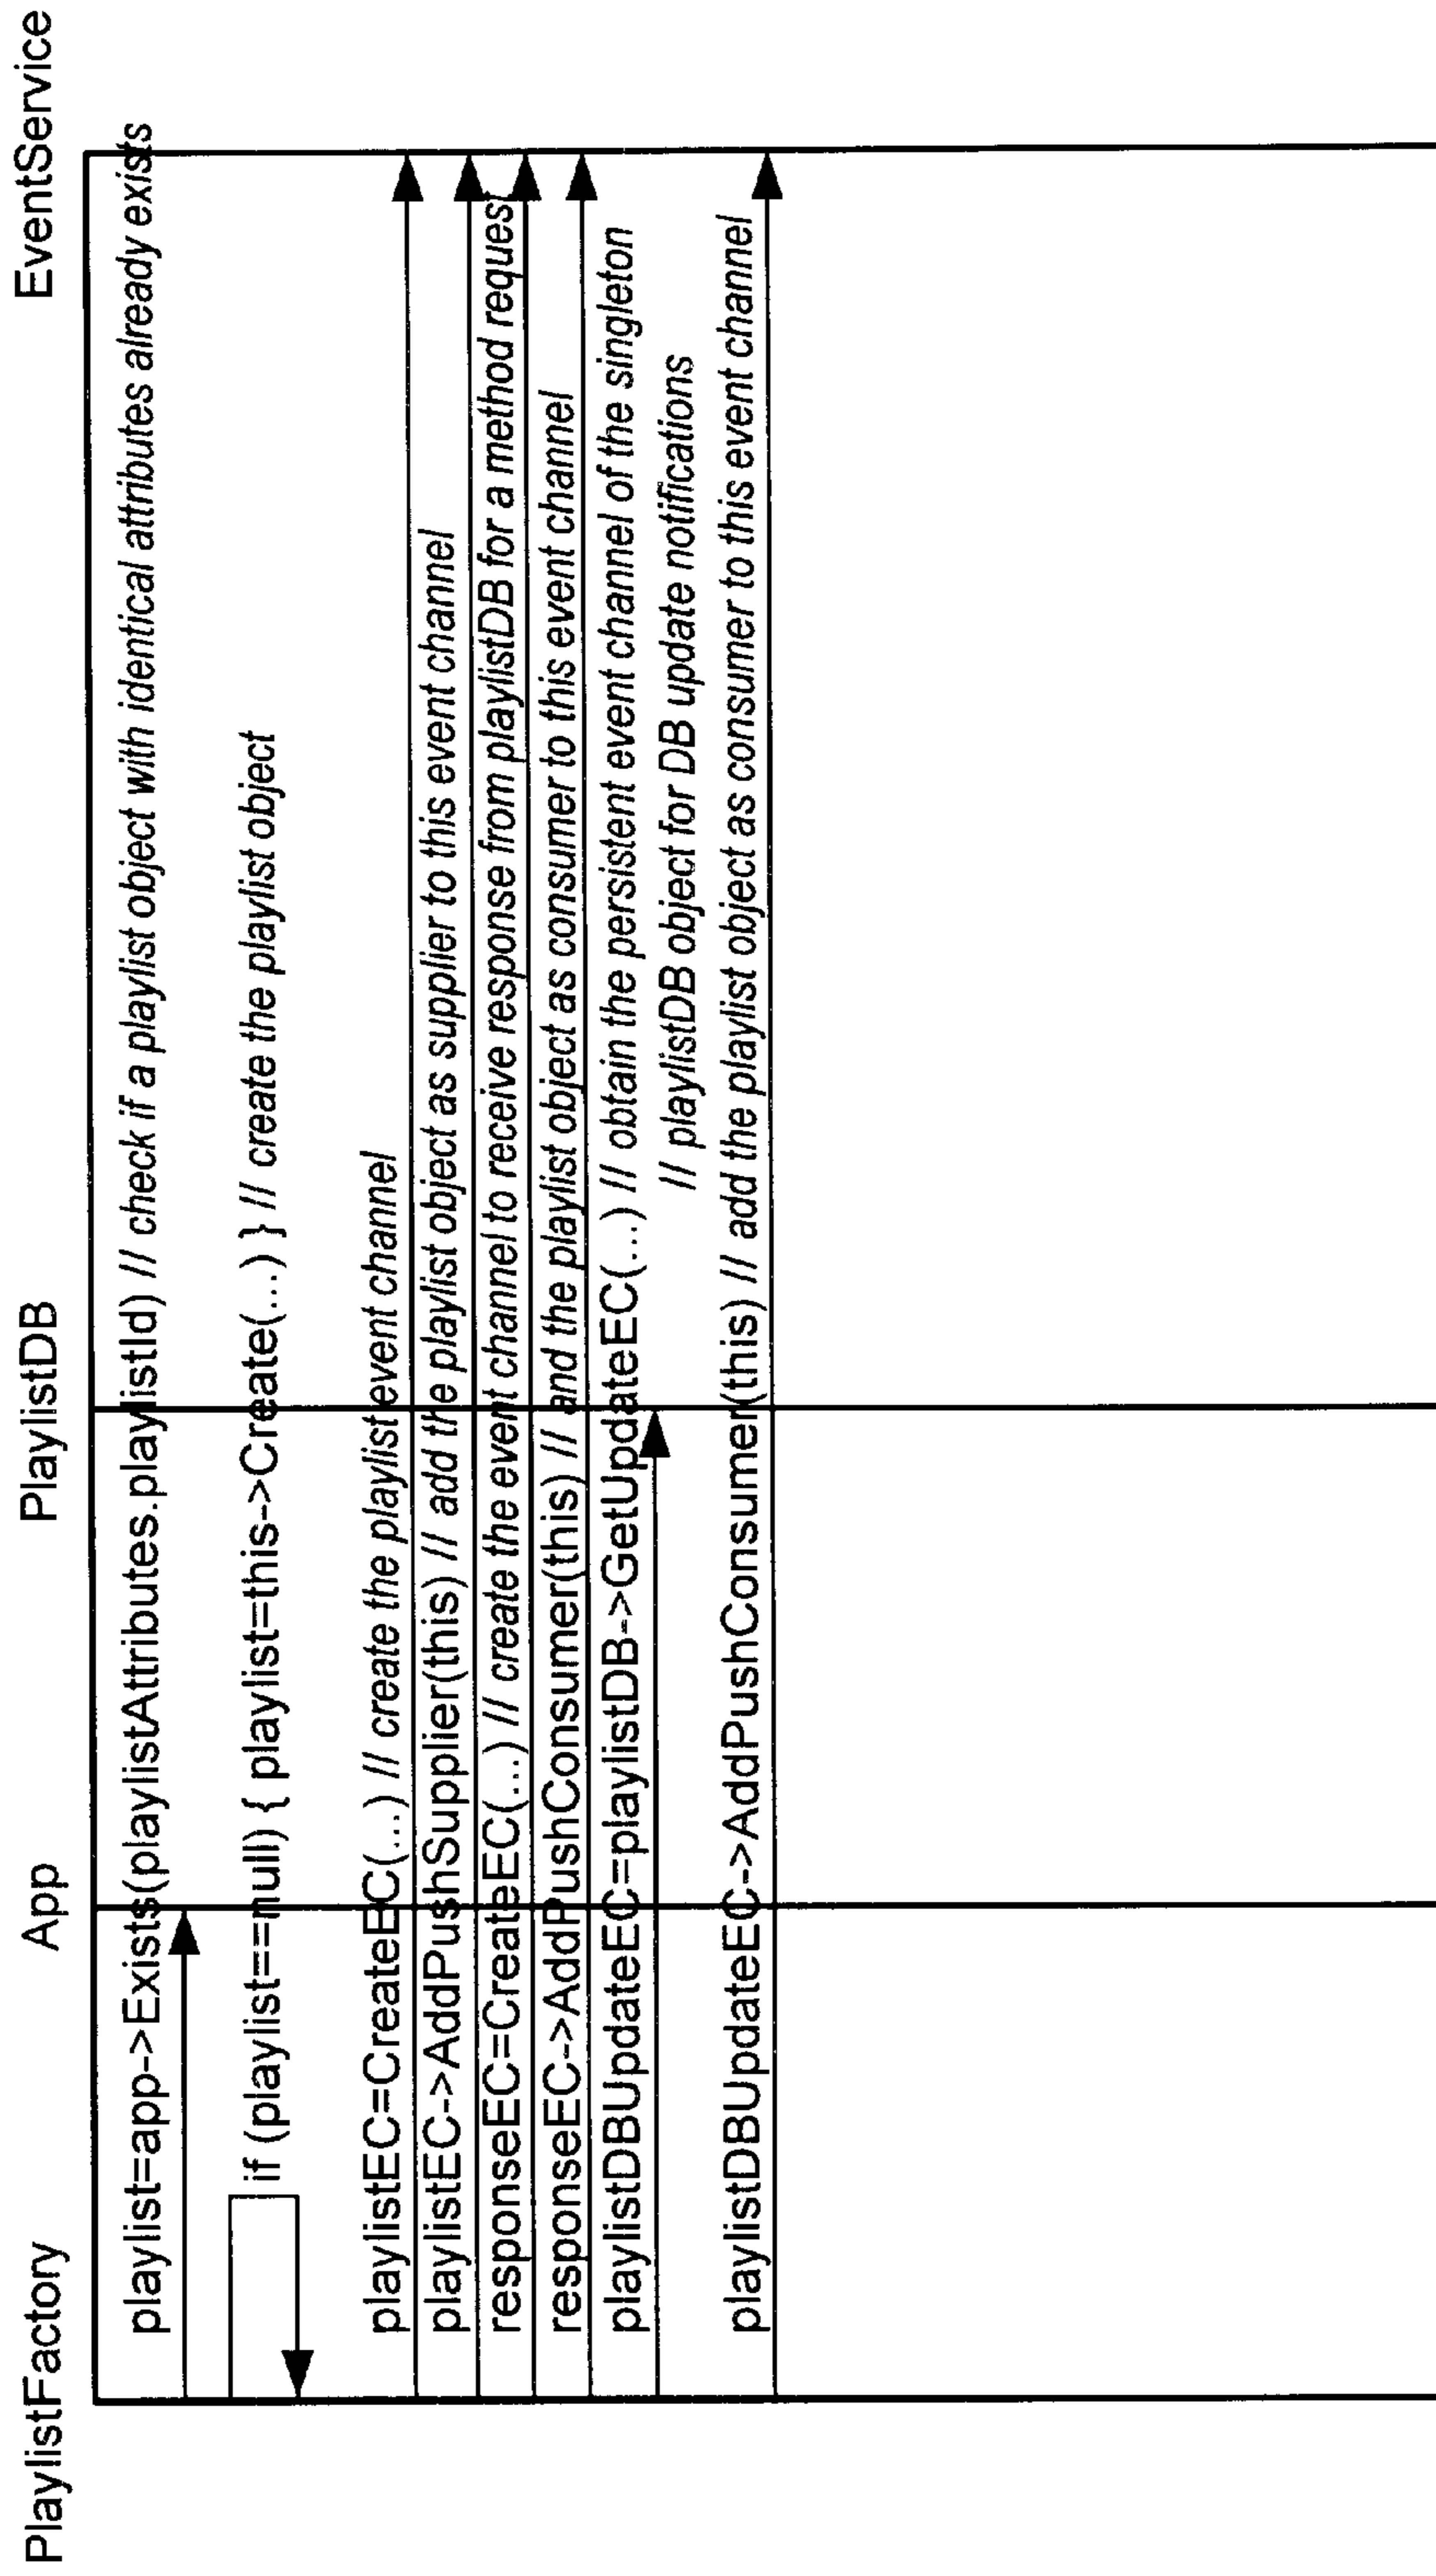 PlaylistFactory
App
PlaylistDB
EventService
playlist=app->Exists(playlistAttributes.playlistId) // check if a playlist object with identical attributes already exists
if (playlist==null) { playlist=this->Create(...) } // create the playlist object
playlistEC=CreateEC(...) // create the playlist event channel
playlistEC->AddPushSupplier(this) // add the playlist object as supplier to this event channel
responseEC=CreateEC(...) // create the event channel to receive response from playlistDB for a method request
responseEC->AddPushConsumer(this) // and the playlist object as consumer to this event channel
playlistDBUpdateEC=playlistDB->GetUpdateEC(...) // obtain the persistent event channel of the singleton
// playlistDB object for DB update notifications
playlistDBUpdateEC->AddPushConsumer(this) // add the playlist object as consumer to this event channel